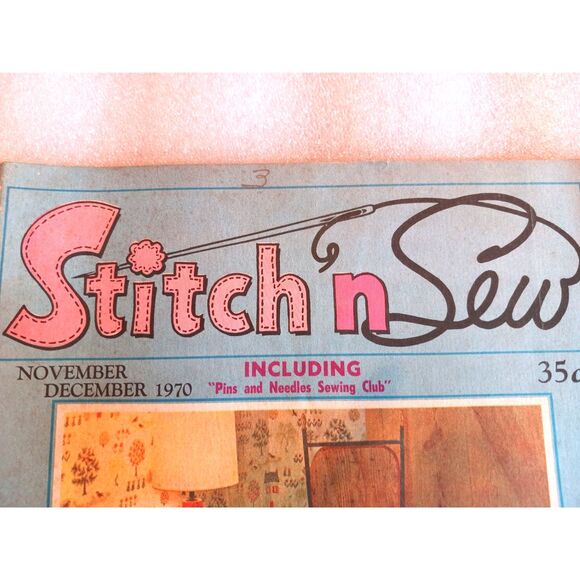 3
Stitch 'n Sew
NOVEMBER
DECEMBER 1970
INCLUDING
"Pins and Needles Sewing Club"
35¢